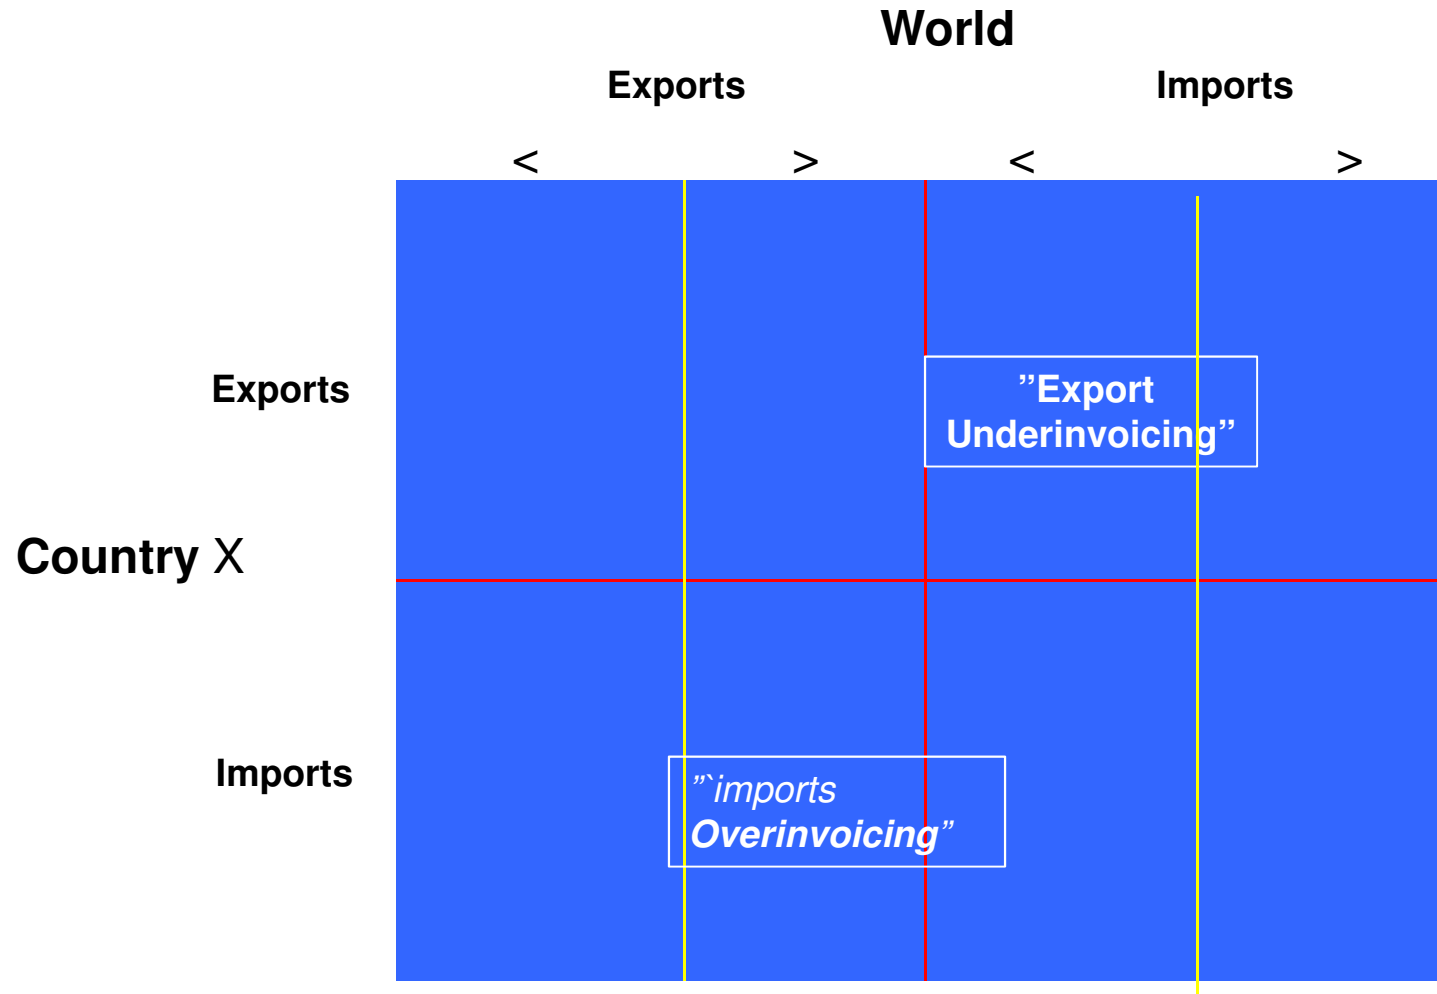 World
Exports Imports
< > < >
Exports
”Export
Underinvoicing”
Country X
Imports
”`imports
Overinvoicing”